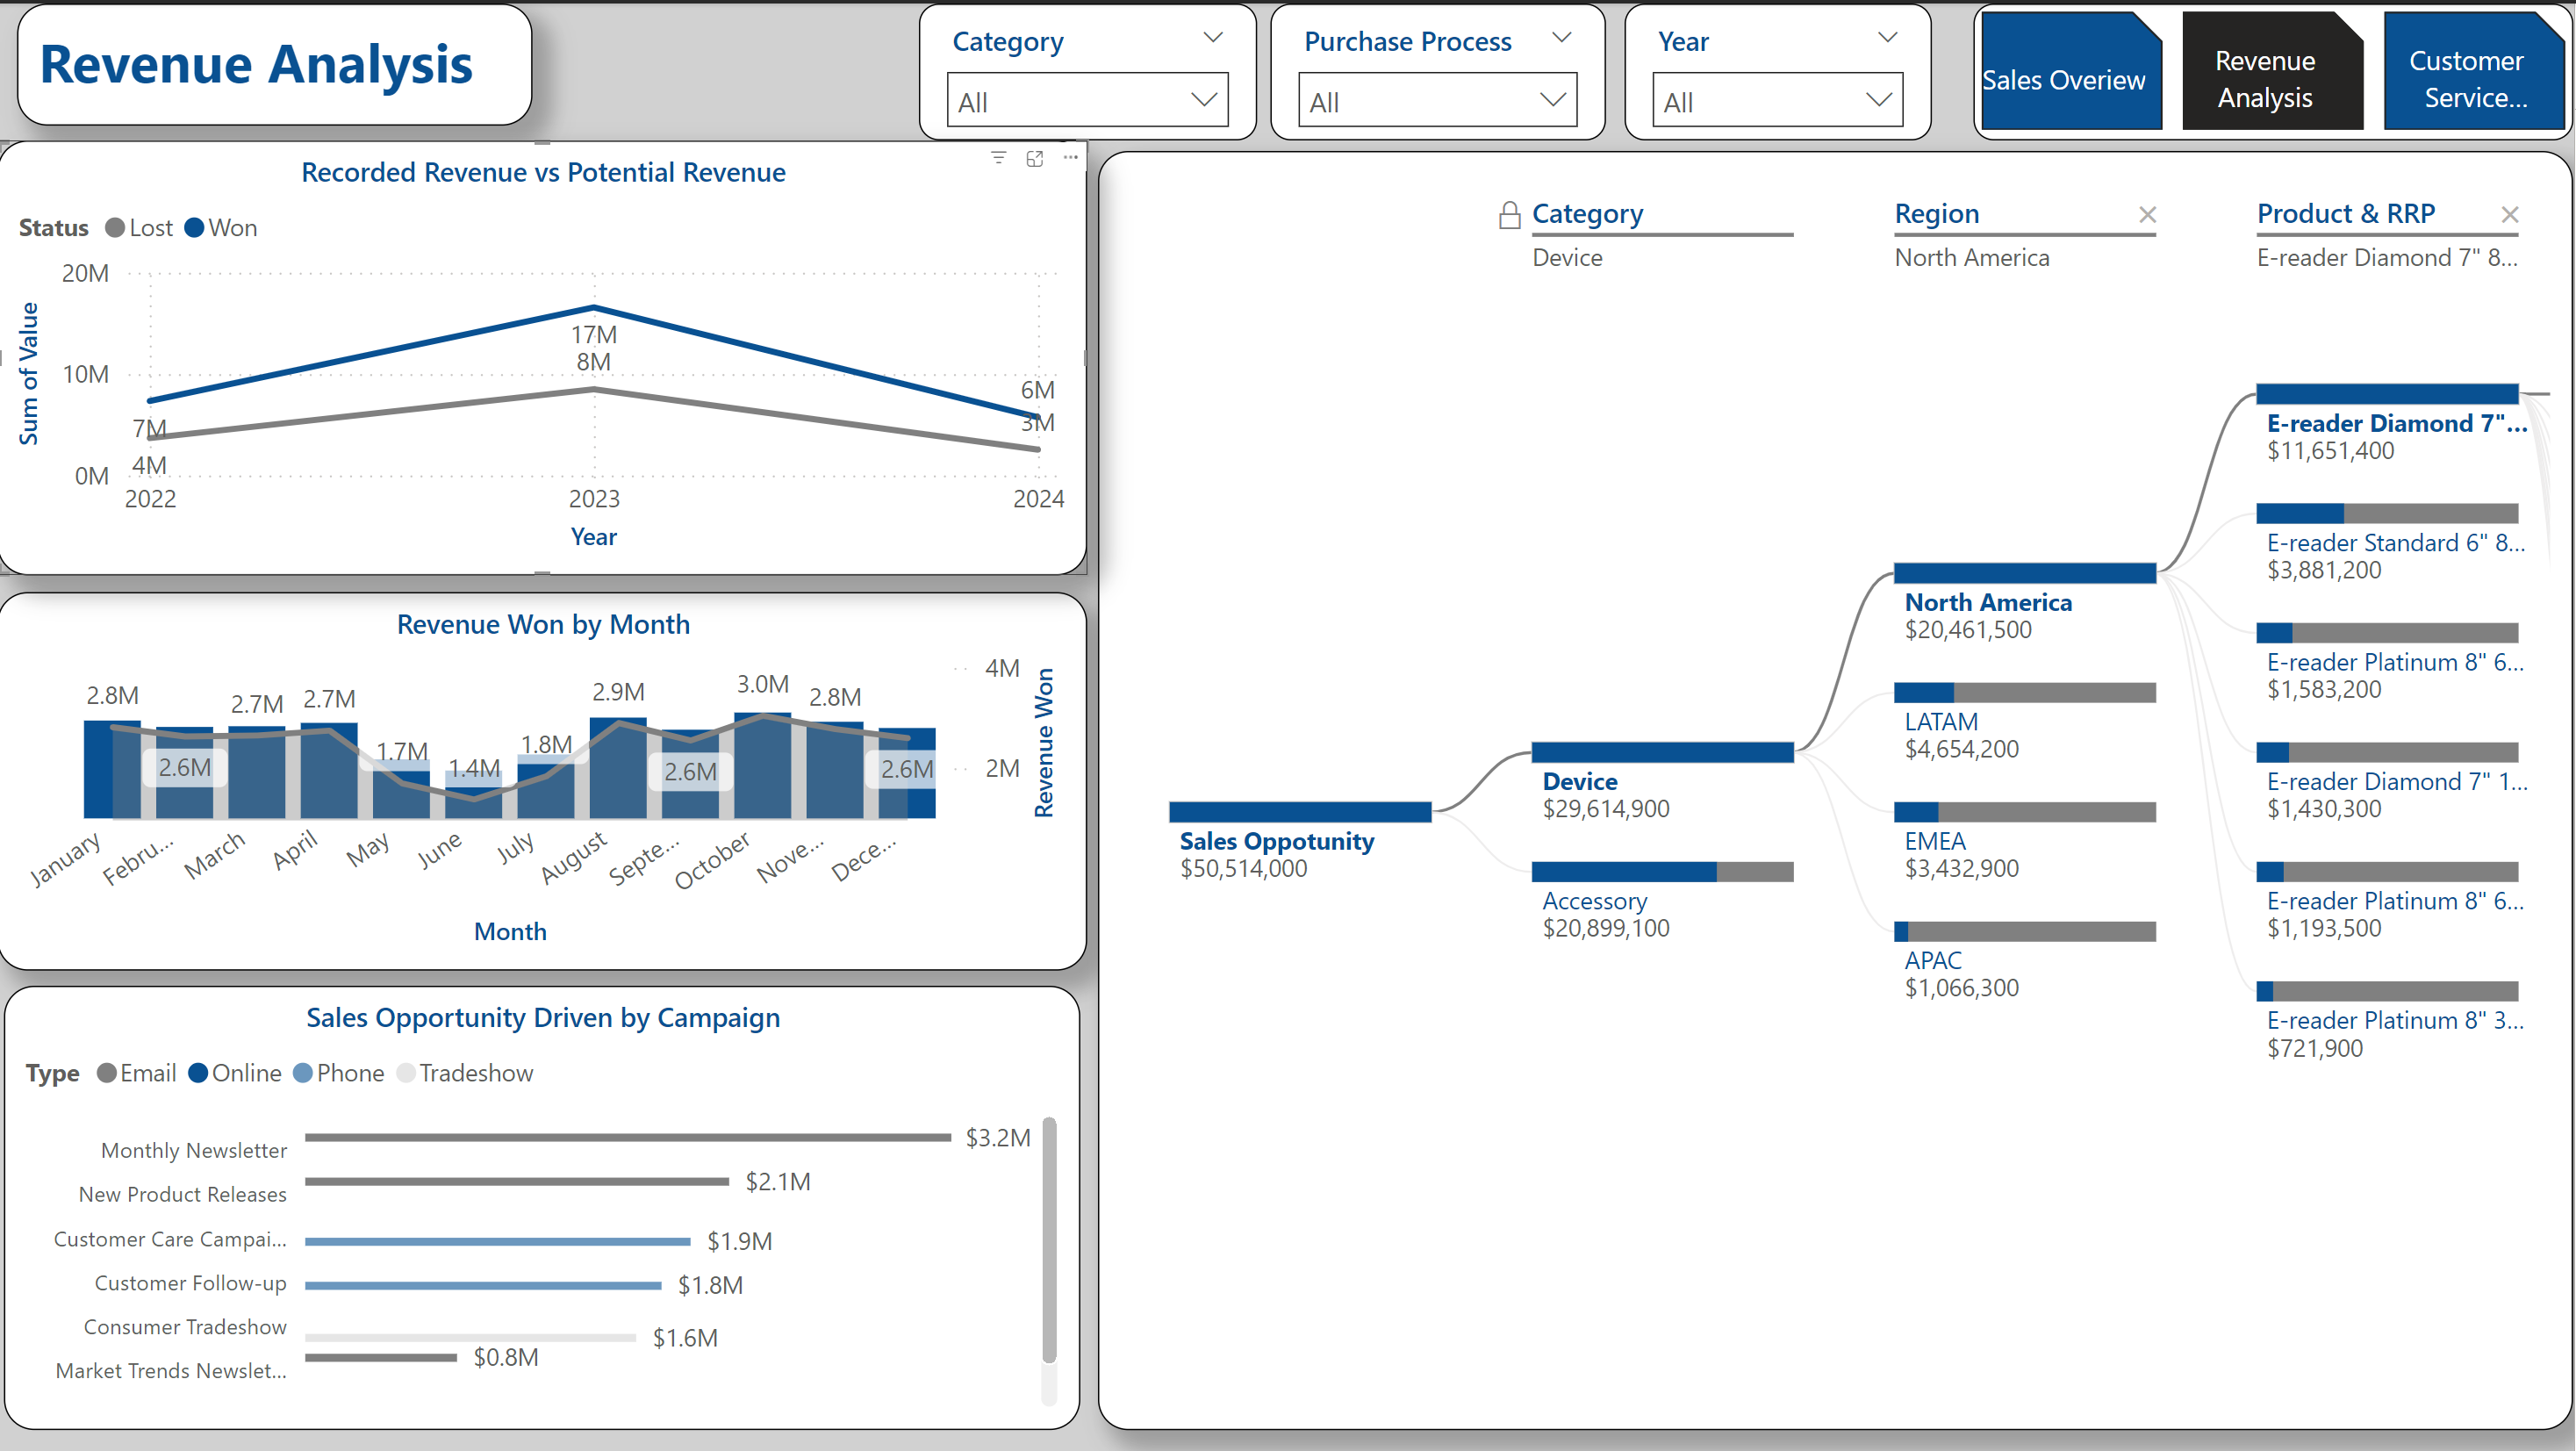 Revenue Analysis
Category
All
Purchase Process
All
Year
All
Sales Overiew
Revenue
Analysis
Customer
Service...
Recorded Revenue vs Potential Revenue
Status Lost Won
Sum of Value
20M
10M
0M
17M
8M
7M
4M
6M
3M
2022 2023 2024
Year
Revenue Won by Month
2.8M 2.6M 2.7M 2.7M 1.7M 1.4M 1.8M 2.9M 2.6M 3.0M 2.8M 2.6M
4M
2M
Revenue Won
January Febru... March April May June July August Septe... October Nove... Dece...
Month
Sales Opportunity Driven by Campaign
Type Email Online Phone Tradeshow
Monthly Newsletter $3.2M
New Product Releases $2.1M
Customer Care Campai... $1.9M
Customer Follow-up $1.8M
Consumer Tradeshow $1.6M
Market Trends Newslet... $0.8M
Category
Device
Region
North America
Product & RRP
E-reader Diamond 7" 8...
Sales Oppotunity
$50,514,000
Device
$29,614,900
Accessory
$20,899,100
North America
$20,461,500
LATAM
$4,654,200
EMEA
$3,432,900
APAC
$1,066,300
E-reader Diamond 7"...
$11,651,400
E-reader Standard 6" 8...
$3,881,200
E-reader Platinum 8" 6...
$1,583,200
E-reader Diamond 7" 1...
$1,430,300
E-reader Platinum 8" 6...
$1,193,500
E-reader Platinum 8" 3...
$721,900